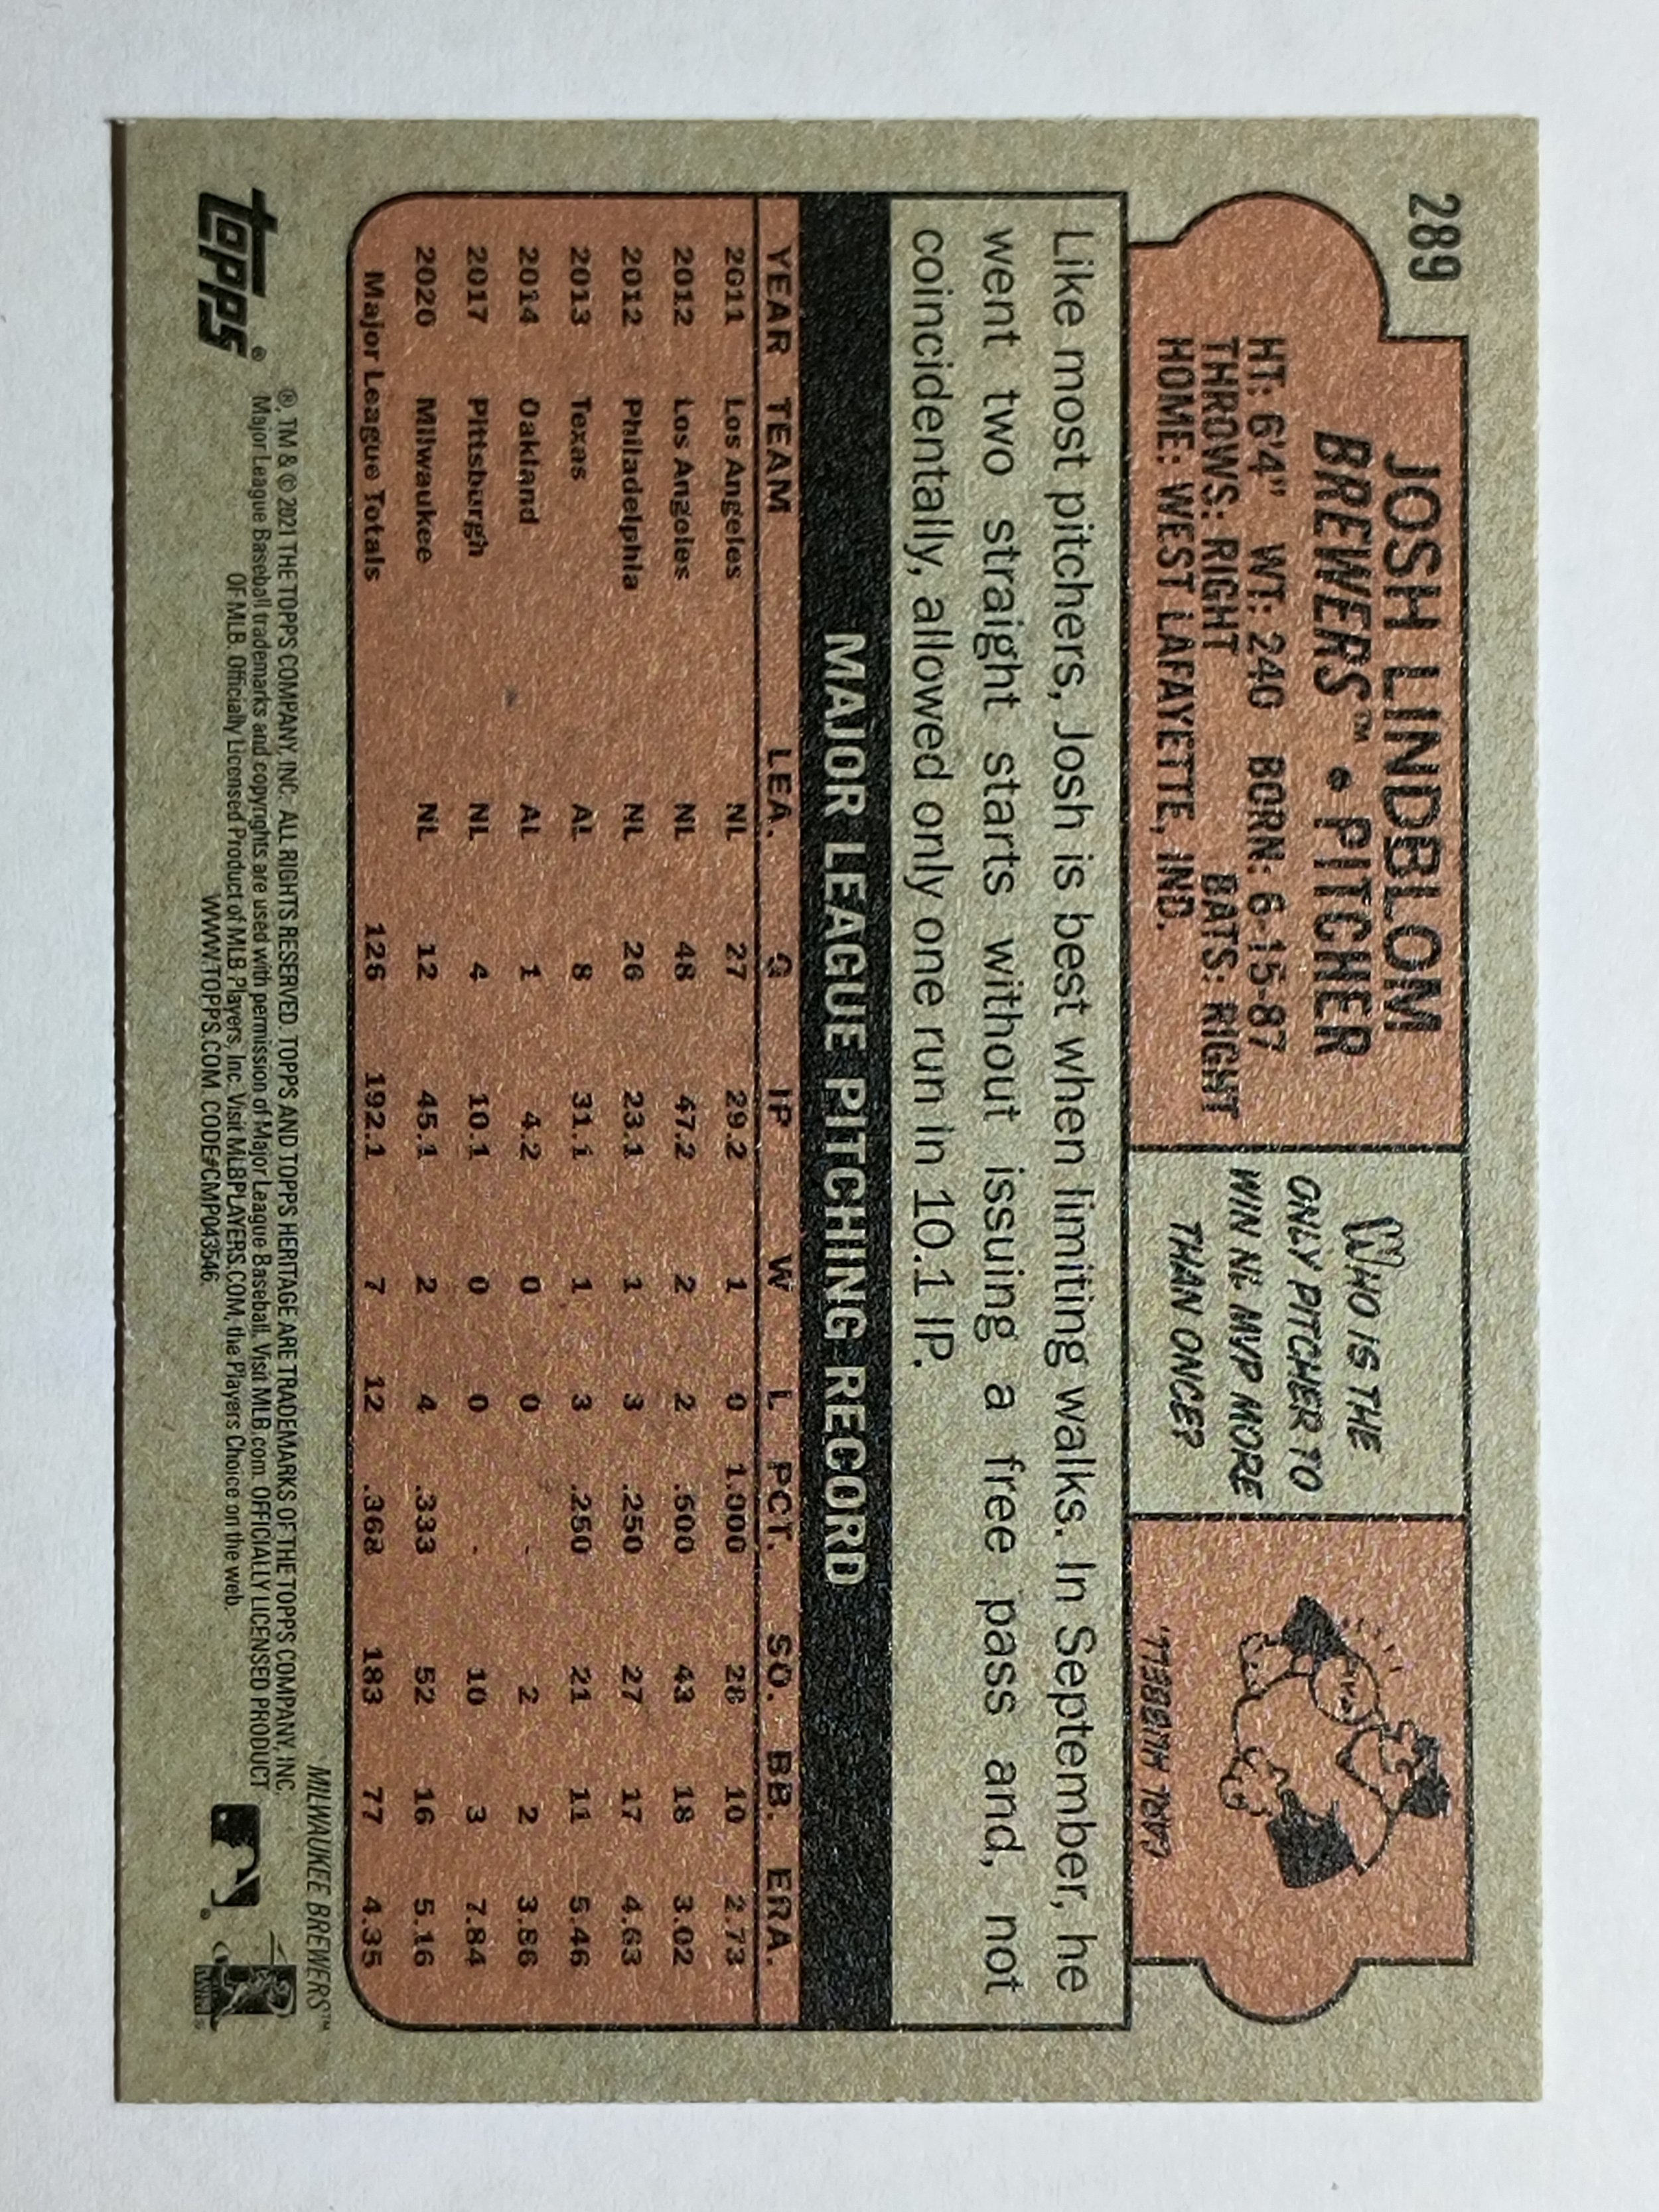 289
JOSH LINDBLOM
BREWERS™ • PITCHER
HT: 6'4" WT: 240 BORN: 6-15-87
THROWS: RIGHT BATS: RIGHT
HOME: WEST LAFAYETTE, IND.
WHO IS THE
ONLY PITCHER TO
WIN NL MVP MORE
THAN ONCE?
CARL HUBBELL
Like most pitchers, Josh is best when limiting walks. In September, he
went two straight starts without issuing a free pass and, not
coincidentally, allowed only one run in 10.1 IP.
MAJOR LEAGUE PITCHING RECORD
YEAR TEAM LEA. G IP W L PCT. SO. BB. ERA.
2011 Los Angeles NL 27 29.2 1 0 1.000 28 10 2.73
2012 Los Angeles NL 48 47.2 2 2 .500 43 18 3.02
2012 Philadelphia NL 26 23.1 1 3 .250 27 17 4.63
2013 Texas AL 8 31.1 1 3 .250 21 11 5.46
2014 Oakland AL 1 4.2 0 0 - 2 2 3.86
2017 Pittsburgh NL 4 10.1 0 0 - 10 3 7.84
2020 Milwaukee NL 12 45.1 2 4 .333 52 16 5.16
Major League Totals 126 192.1 7 12 .368 183 77 4.35
MILWAUKEE BREWERS™
topps®
®, TM & © 2021 THE TOPPS COMPANY, INC. ALL RIGHTS RESERVED. TOPPS AND TOPPS HERITAGE ARE TRADEMARKS OF THE TOPPS COMPANY, INC.
Major League Baseball trademarks and copyrights are used with permission of Major League Baseball. Visit MLB.com. OFFICIALLY LICENSED PRODUCT
OF MLB. Officially Licensed Product of MLB Players, Inc. Visit MLBPLAYERS.COM, the Players Choice on the web.
WWW.TOPPS.COM. CODE#CMP043546